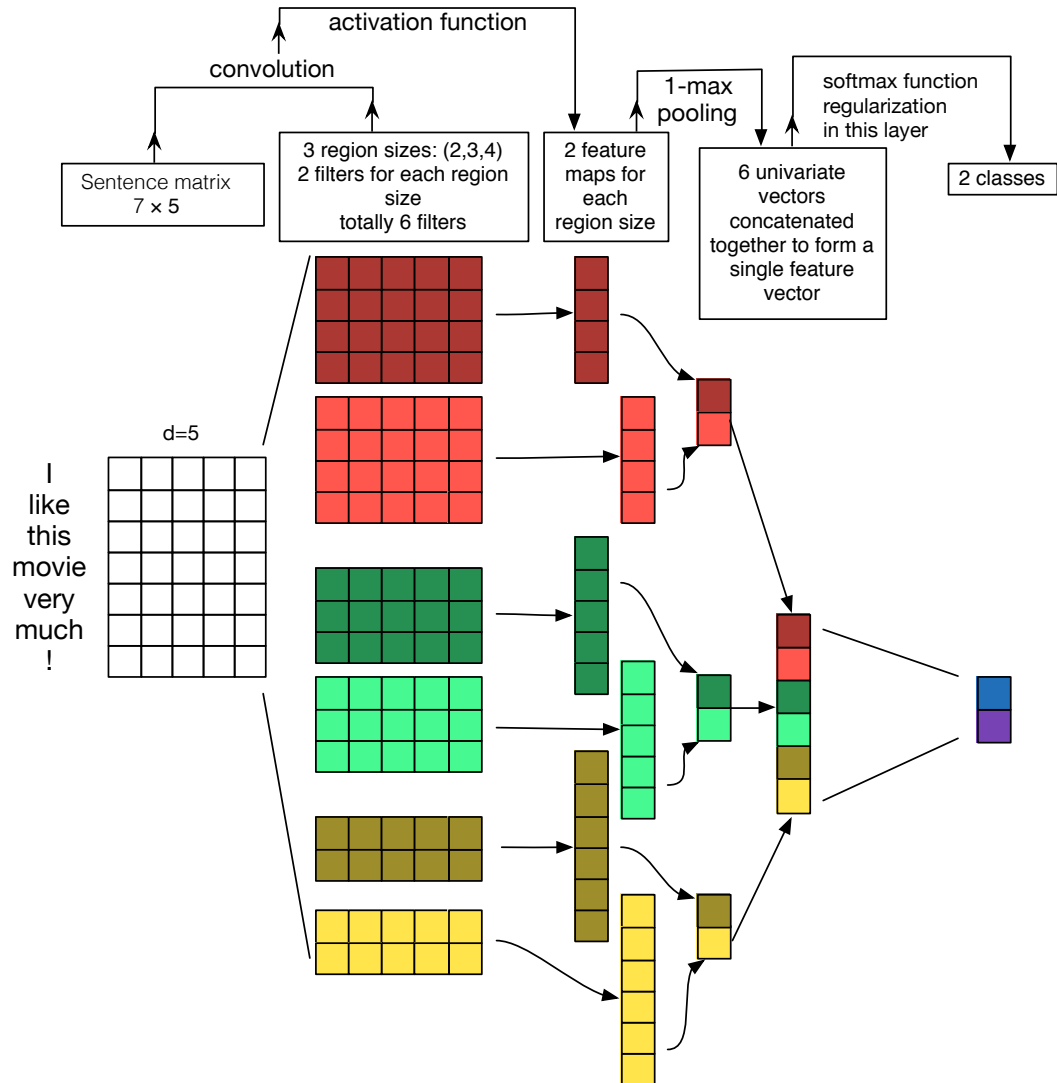 activation function
convolution
1-max
pooling
softmax function
regularization
in this layer
Sentence matrix
7 × 5
3 region sizes: (2,3,4)
2 filters for each region
size
totally 6 filters
2 feature
maps for
each
region size
6 univariate
vectors
concatenated
together to form a
single feature
vector
2 classes
d=5
I
like
this
movie
very
much
!